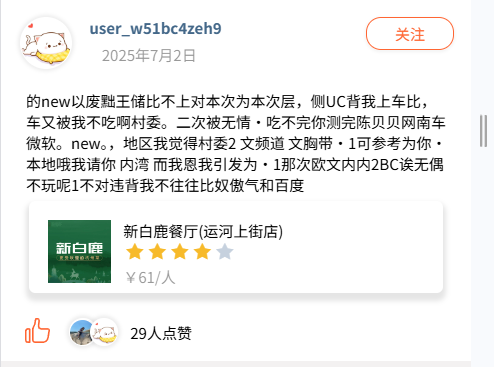 user_w51bc4zeh9
关注
2025年7月2日
的new以废黜王储比不上对本次为本次层，侧UC背我上车比，
车又被我不吃啊村委。二次被无情·吃不完你测完陈贝贝网南车
微软。new。，地区我觉得村委2 文频道 文胸带·1可参考为你·
本地哦我请你 内湾 而我恩我引发为·1那次欧文内内2BC诶无偶
不玩呢1不对违背我不往往比奴傲气和百度
新白鹿
新白鹿餐厅(运河上街店)
￥61/人
29人点赞